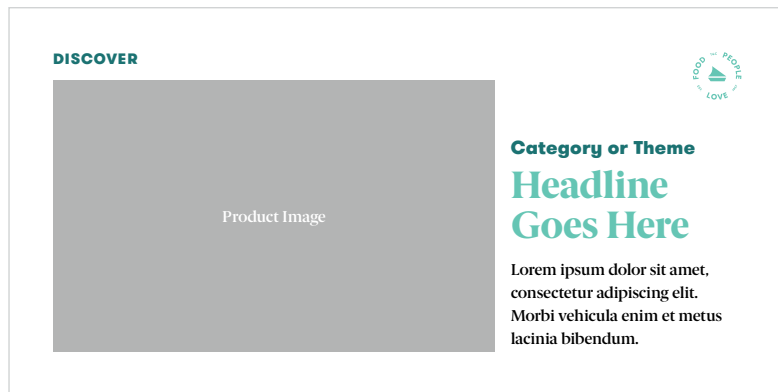 DISCOVER
FOOD PEOPLE LOVE
Product Image
Category or Theme
Headline
Goes Here
Lorem ipsum dolor sit amet,
consectetur adipiscing elit.
Morbi vehicula enim et metus
lacinia bibendum.